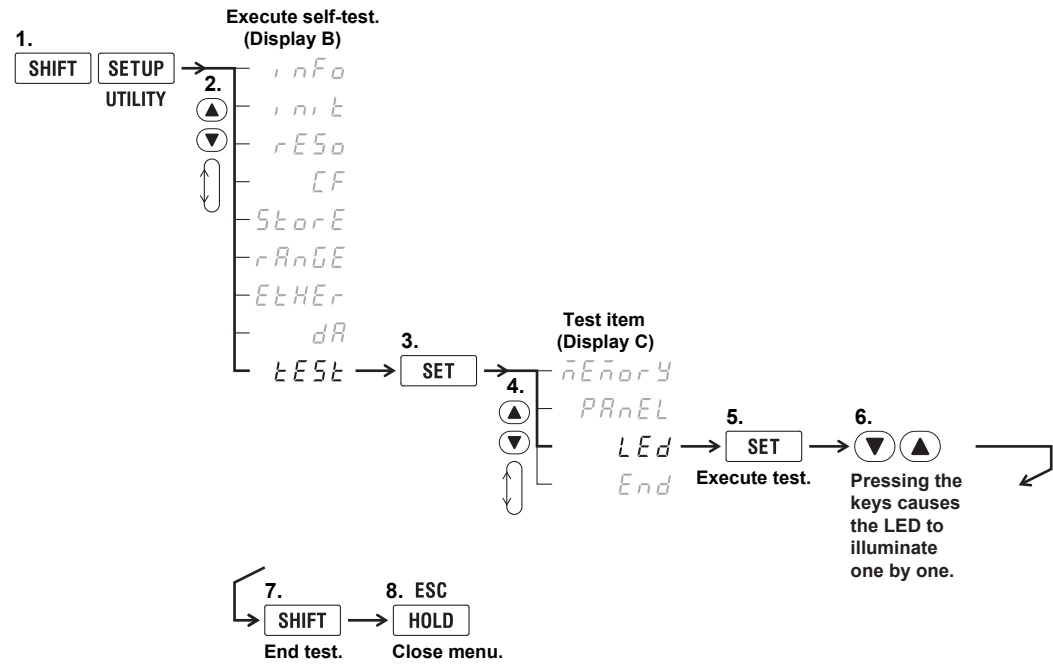 Execute self-test.
(Display B)
1.
SHIFT SETUP
UTILITY
2.
inFo
init
rESo
CF
StorE
rAnGE
EtHEr
dA
tESt
3.
SET
Test item
(Display C)
4.
mEmorY
PAnEL
LEd
End
5.
SET
Execute test.
6.
Pressing the
keys causes
the LED to
illuminate
one by one.
7.
SHIFT
End test.
8. ESC
HOLD
Close menu.